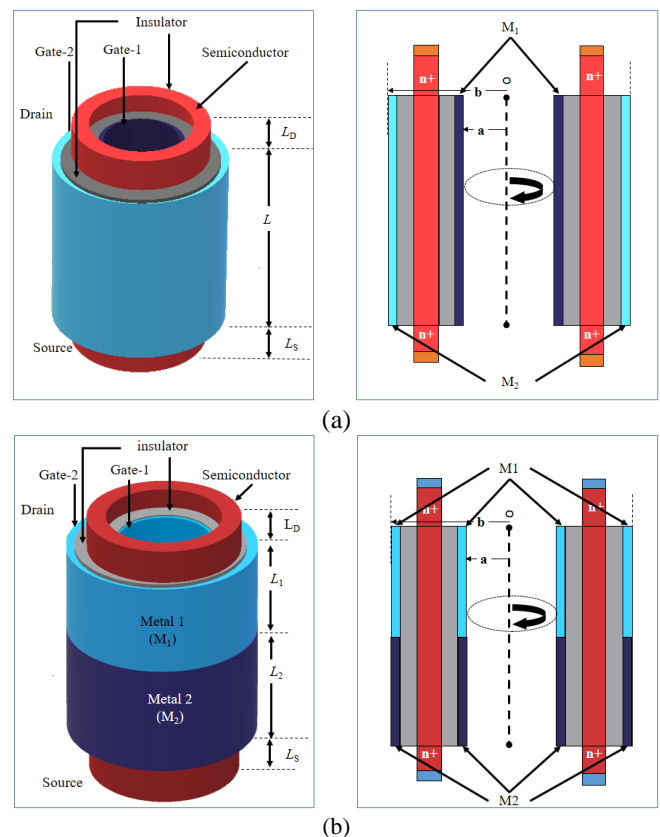 Insulator
Gate-2
Gate-1
Semiconductor
Drain
L_D
L
Source
L_S
M_1
n+
n+
b
O
a
n+
n+
M_2
(a)
insulator
Gate-2
Gate-1
Semiconductor
Drain
L_D
L_1
Metal 1
(M_1)
L_2
Metal 2
(M_2)
L_S
Source
M1
n+
n+
b
O
a
n+
n+
M2
(b)